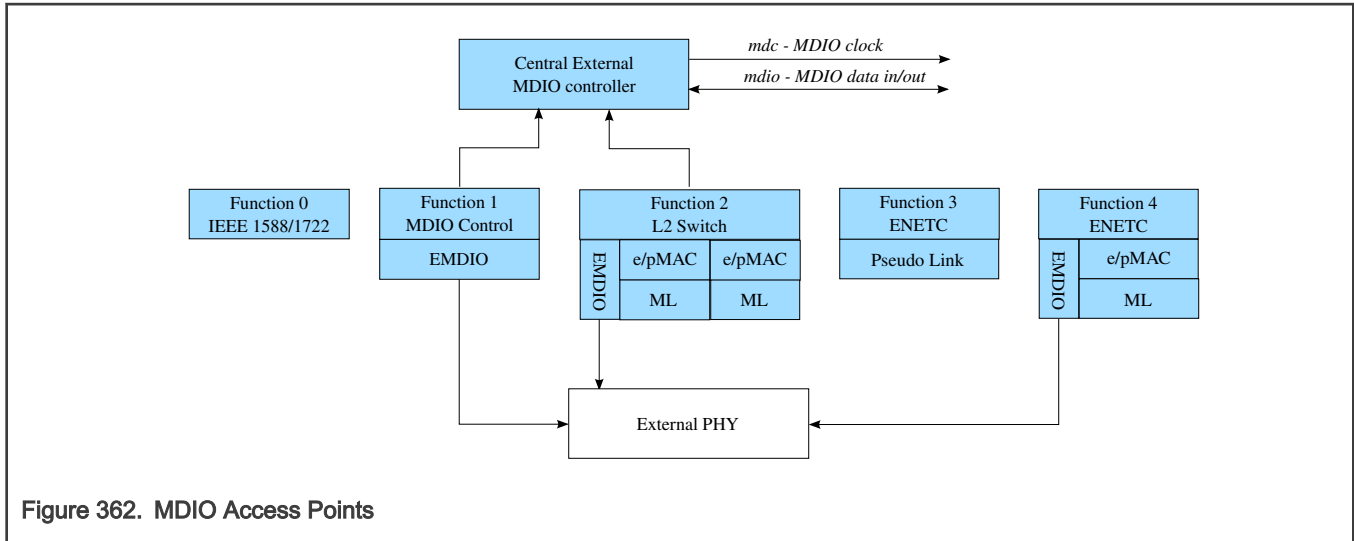 Central External
MDIO controller
mdc - MDIO clock
mdio - MDIO data in/out
Function 0
IEEE 1588/1722
Function 1
MDIO Control
EMDIO
Function 2
L2 Switch
EMDIO
e/pMAC
e/pMAC
ML
ML
Function 3
ENETC
Pseudo Link
Function 4
ENETC
EMDIO
e/pMAC
ML
External PHY
Figure 362. MDIO Access Points